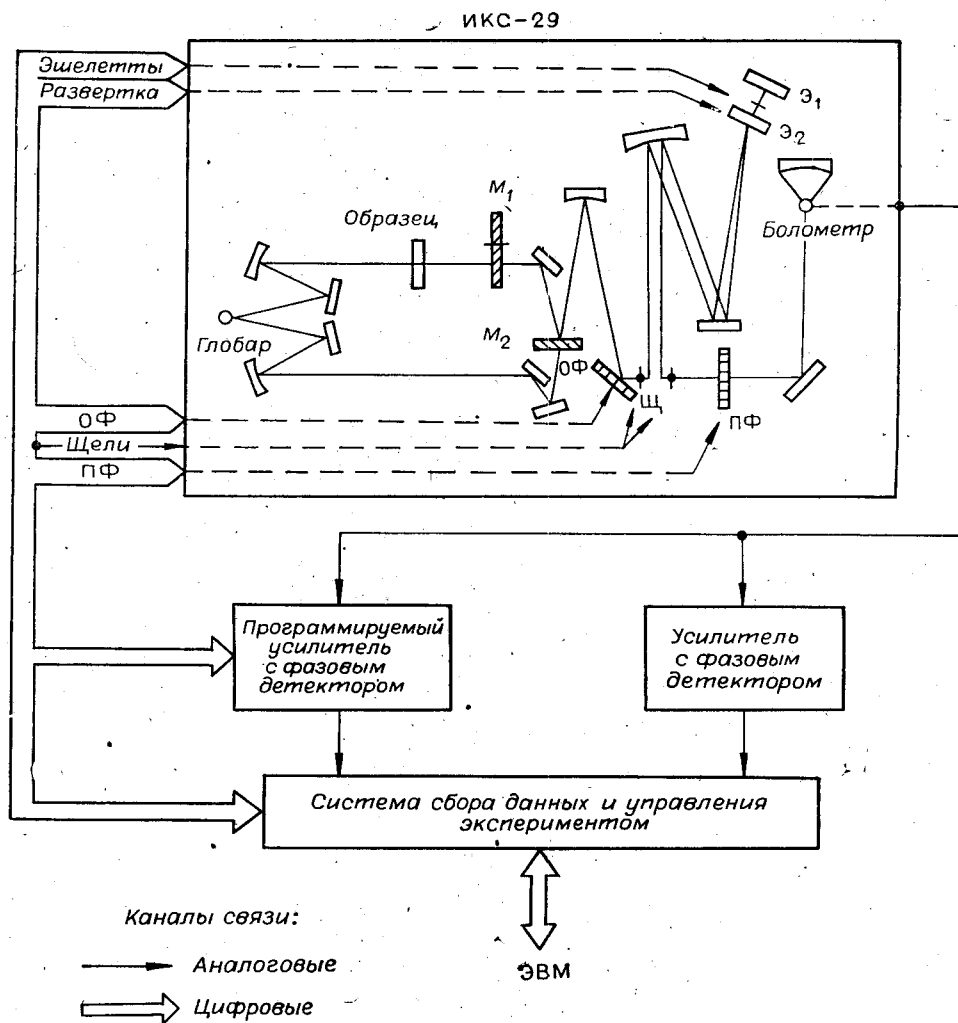 ИКС-29
Эшелетты
Развертка
Э₁
Э₂
М₁
Образец
Болометр
Глобар
М₂
ОФ
Щ
ПФ
ОФ
Щели
ПФ
Программируемый
усилитель
с фазовым
детектором
Усилитель
с фазовым
детектором
Система сбора данных и управления
экспериментом
Каналы связи:
Аналоговые
ЭВМ
Цифровые